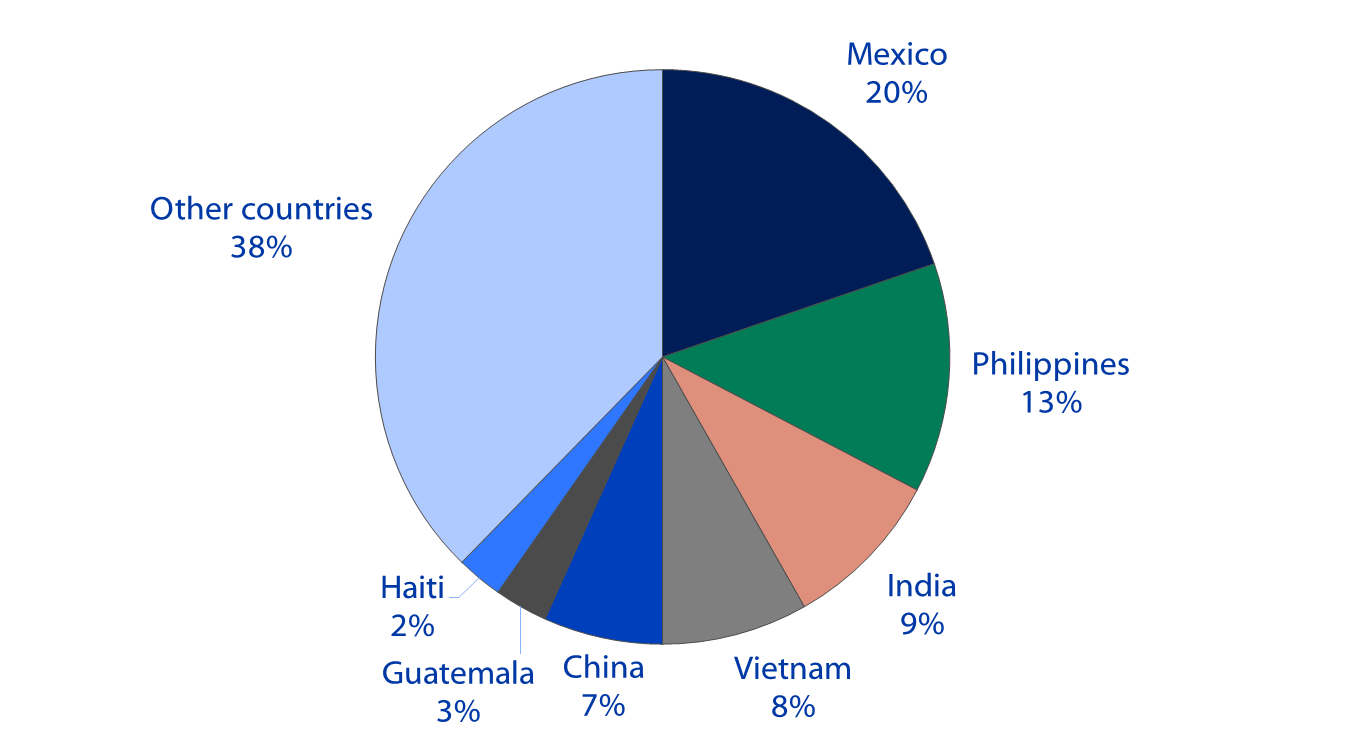 Mexico
20%
Other countries
38%
Philippines
13%
India
9%
Haiti
2%
Guatemala
3%
China
7%
Vietnam
8%